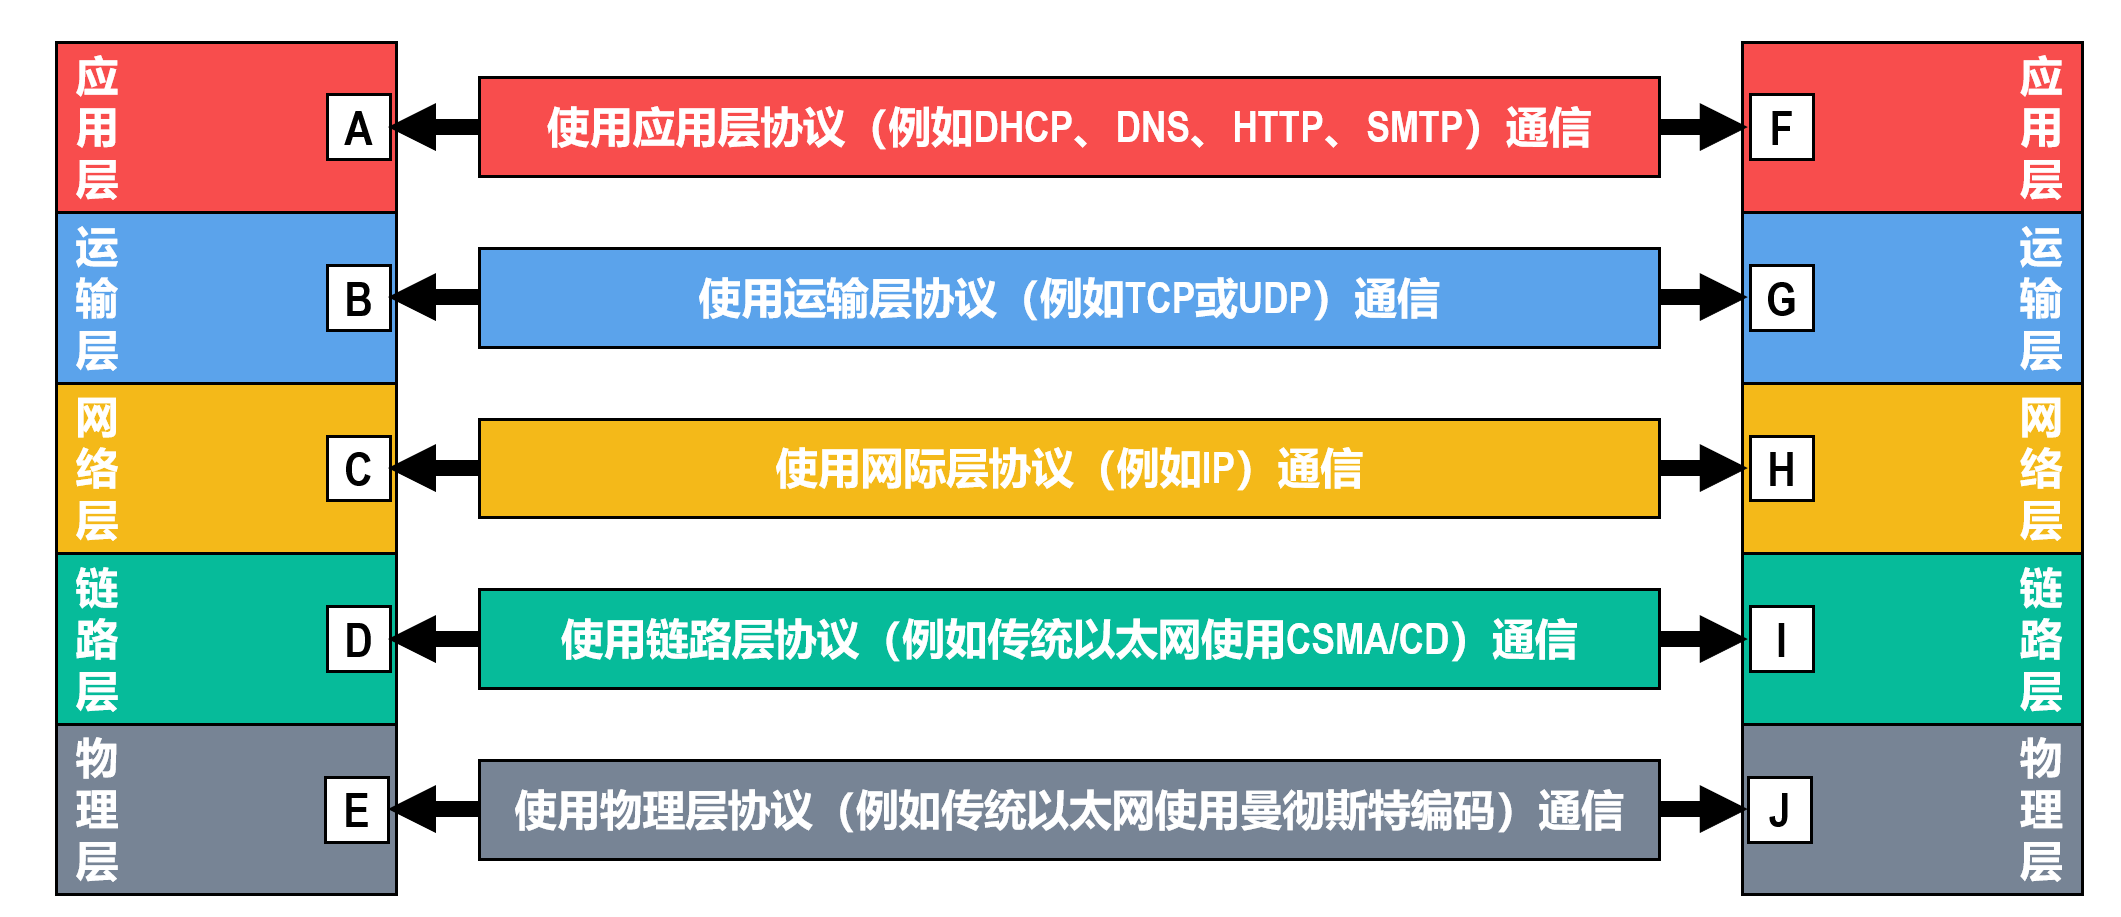 应用层
A
使用应用层协议（例如DHCP、DNS、HTTP、SMTP）通信
F
应用层
运输层
B
使用运输层协议（例如TCP或UDP）通信
G
运输层
网络层
C
使用网际层协议（例如IP）通信
H
网络层
链路层
D
使用链路层协议（例如传统以太网使用CSMA/CD）通信
I
链路层
物理层
E
使用物理层协议（例如传统以太网使用曼彻斯特编码）通信
J
物理层